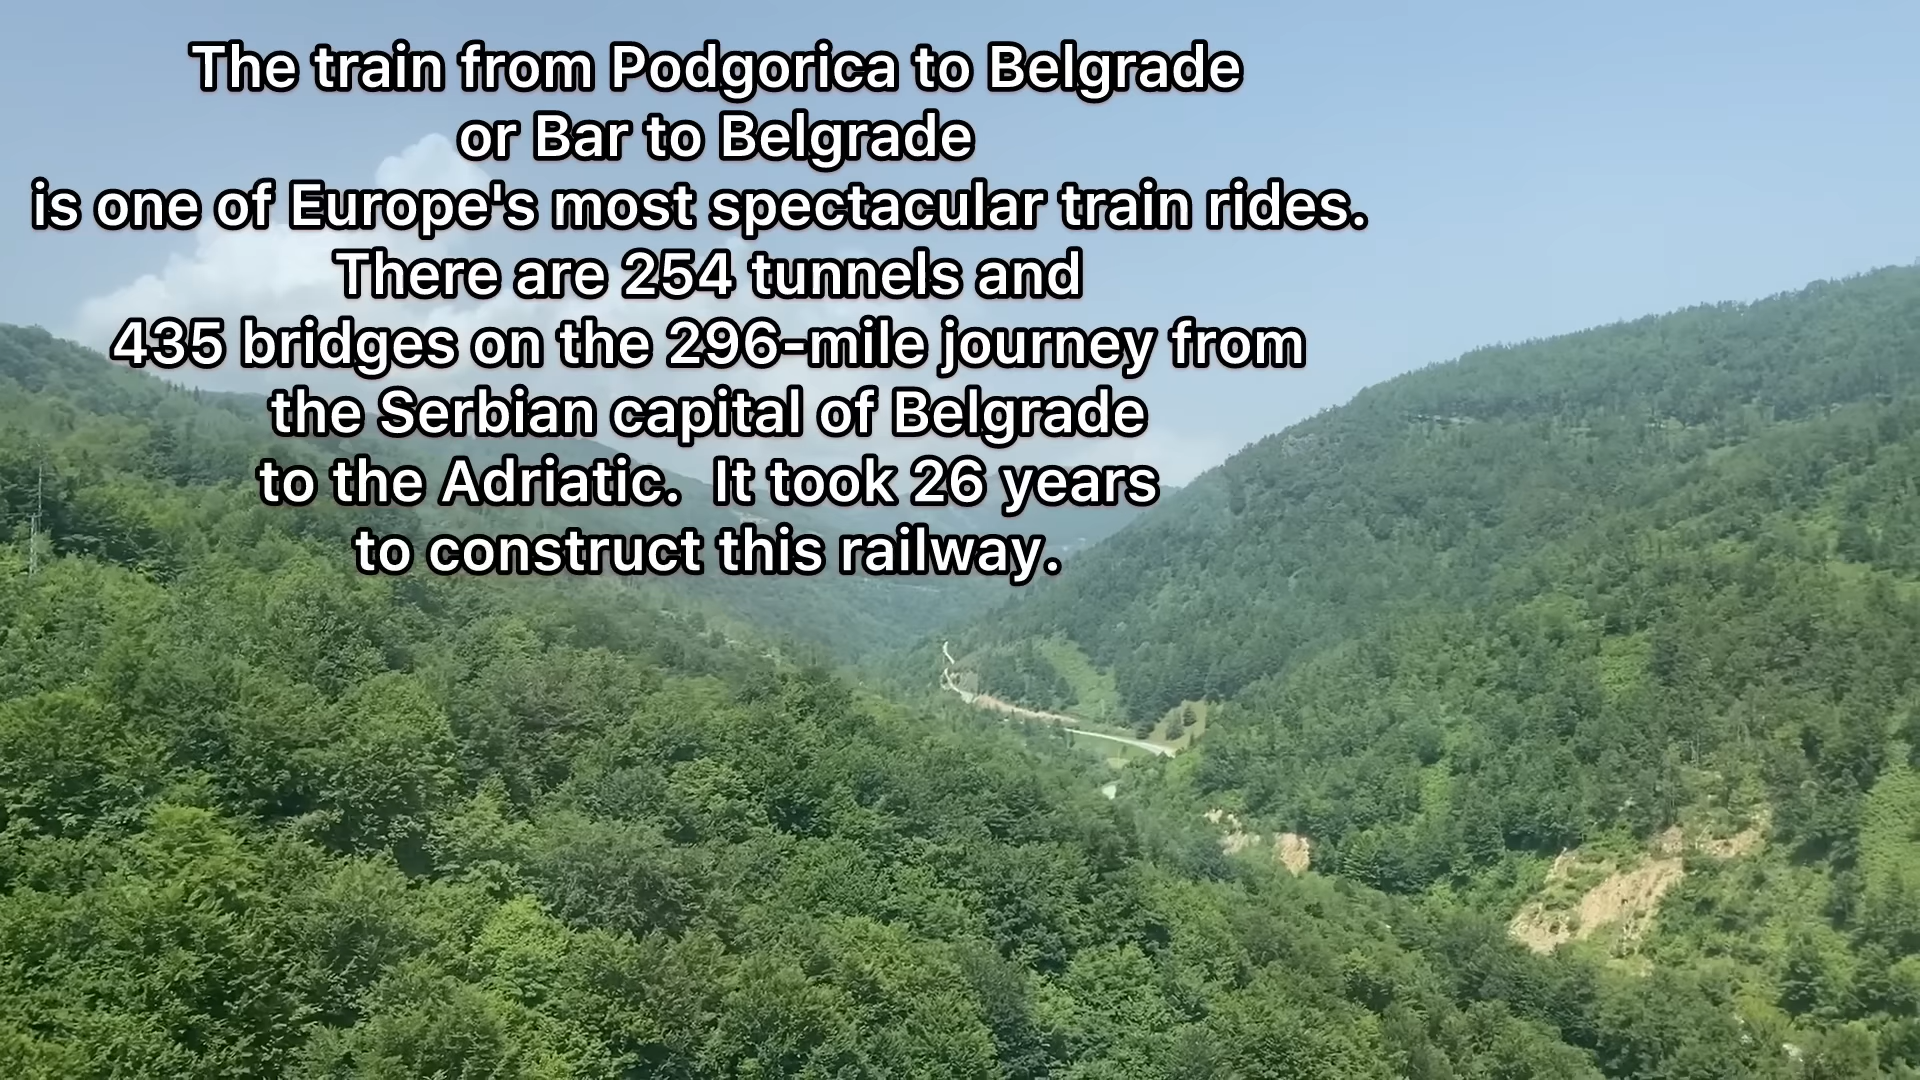 The train from Podgorica to Belgrade
or Bar to Belgrade
is one of Europe's most spectacular train rides.
There are 254 tunnels and
435 bridges on the 296-mile journey from
the Serbian capital of Belgrade
to the Adriatic.  It took 26 years
to construct this railway.